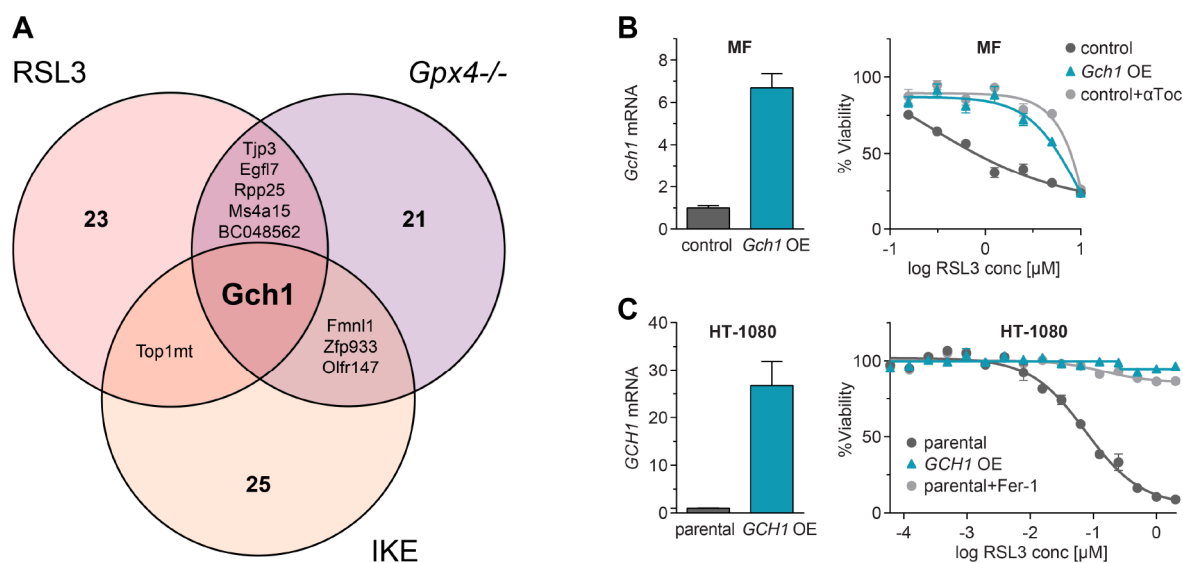 A
RSL3
Gpx4-/-
Tjp3
Egfl7
Rpp25
Ms4a15
BC048562
23
21
Gch1
Top1mt
Fmnl1
Zfp933
Olfr147
25
IKE
B
MF
Gch1 mRNA
8
6
4
2
0
control
Gch1 OE
MF
control
Gch1 OE
control+αToc
% Viability
100
50
0
-1
0
1
log RSL3 conc [µM]
C
HT-1080
GCH1 mRNA
40
30
20
10
0
parental
GCH1 OE
HT-1080
%Viability
100
50
0
parental
GCH1 OE
parental+Fer-1
-4
-3
-2
-1
0
log RSL3 conc [µM]